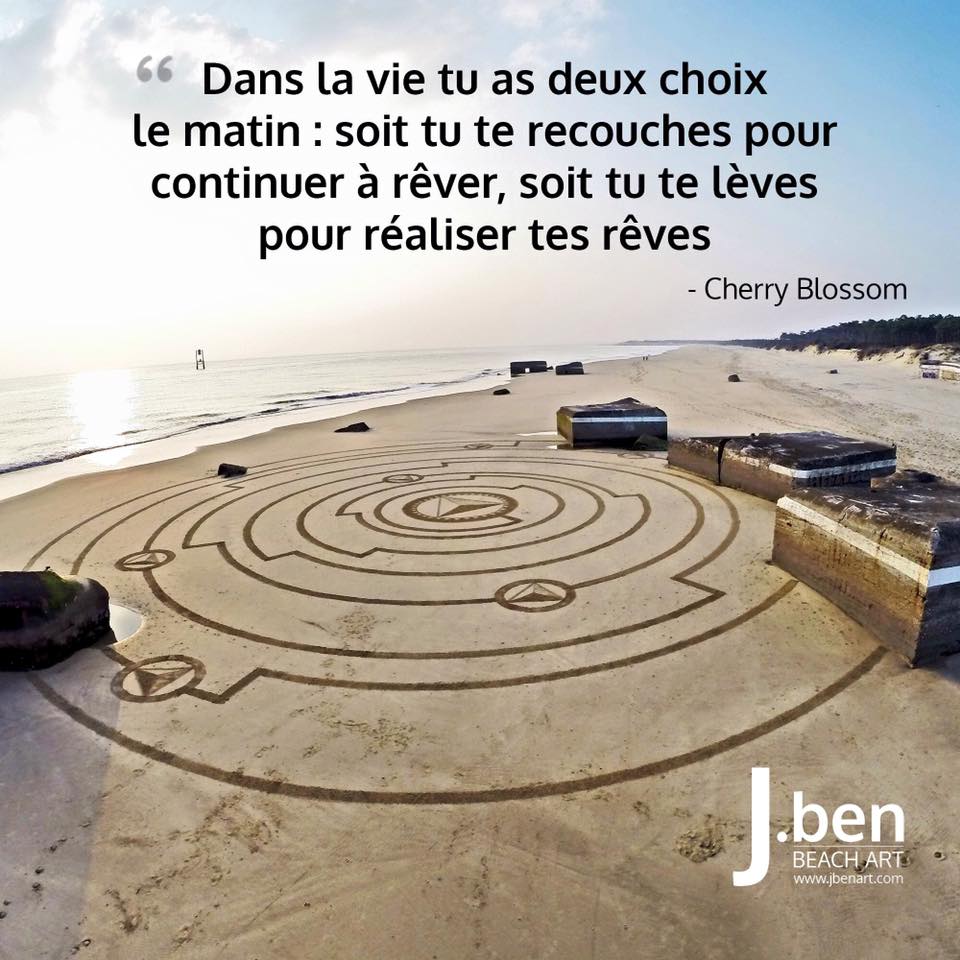 “ Dans la vie tu as deux choix
le matin : soit tu te recouches pour
continuer à rêver, soit tu te lèves
pour réaliser tes rêves
- Cherry Blossom
J.ben
BEACH ART
www.jbenart.com